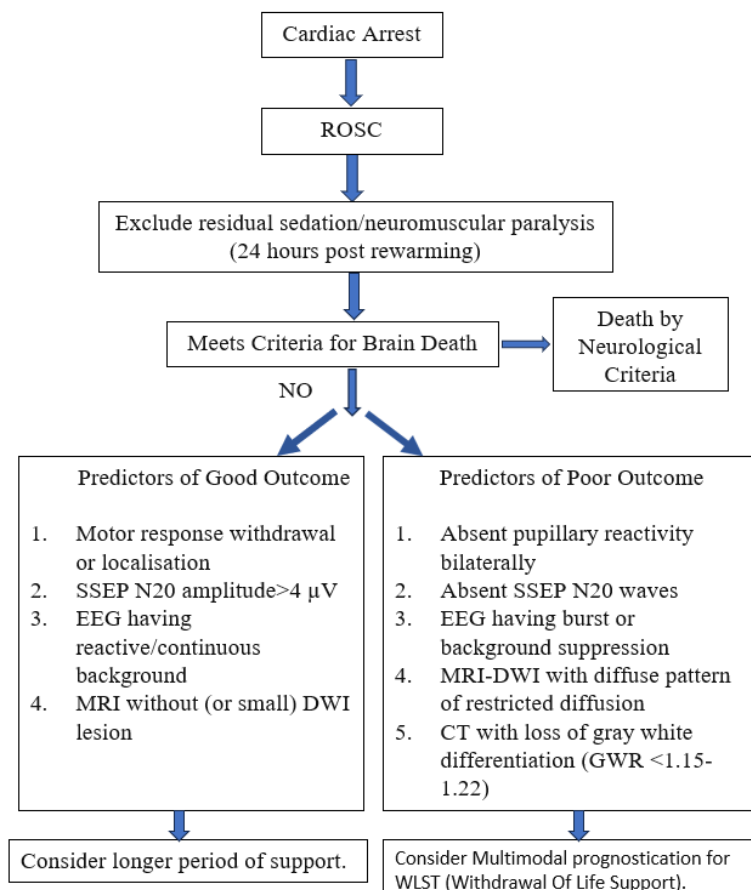 Cardiac Arrest
ROSC
Exclude residual sedation/neuromuscular paralysis
(24 hours post rewarming)
Meets Criteria for Brain Death
Death by
Neurological
Criteria
NO
Predictors of Good Outcome
1. Motor response withdrawal
or localisation
2. SSEP N20 amplitude>4 µV
3. EEG having
reactive/continuous
background
4. MRI without (or small) DWI
lesion
Predictors of Poor Outcome
1. Absent pupillary reactivity
bilaterally
2. Absent SSEP N20 waves
3. EEG having burst or
background suppression
4. MRI-DWI with diffuse pattern
of restricted diffusion
5. CT with loss of gray white
differentiation (GWR <1.15-
1.22)
Consider longer period of support.
Consider Multimodal prognostication for
WLST (Withdrawal Of Life Support).